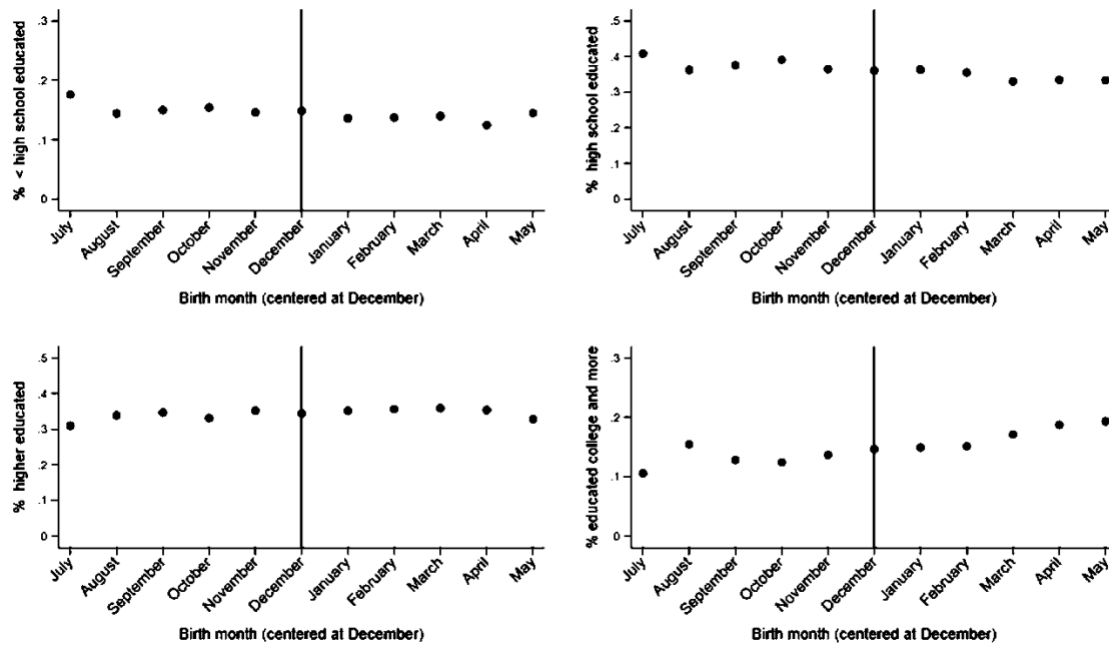 % < high school educated
.3
.2
.1
0
July
August
September
October
November
December
January
February
March
April
May
Birth month (centered at December)
% high school educated
.5
.4
.3
.2
.1
0
July
August
September
October
November
December
January
February
March
April
May
Birth month (centered at December)
% higher educated
.5
.4
.3
.2
.1
0
July
August
September
October
November
December
January
February
March
April
May
Birth month (centered at December)
% educated college and more
.3
.2
.1
0
July
August
September
October
November
December
January
February
March
April
May
Birth month (centered at December)